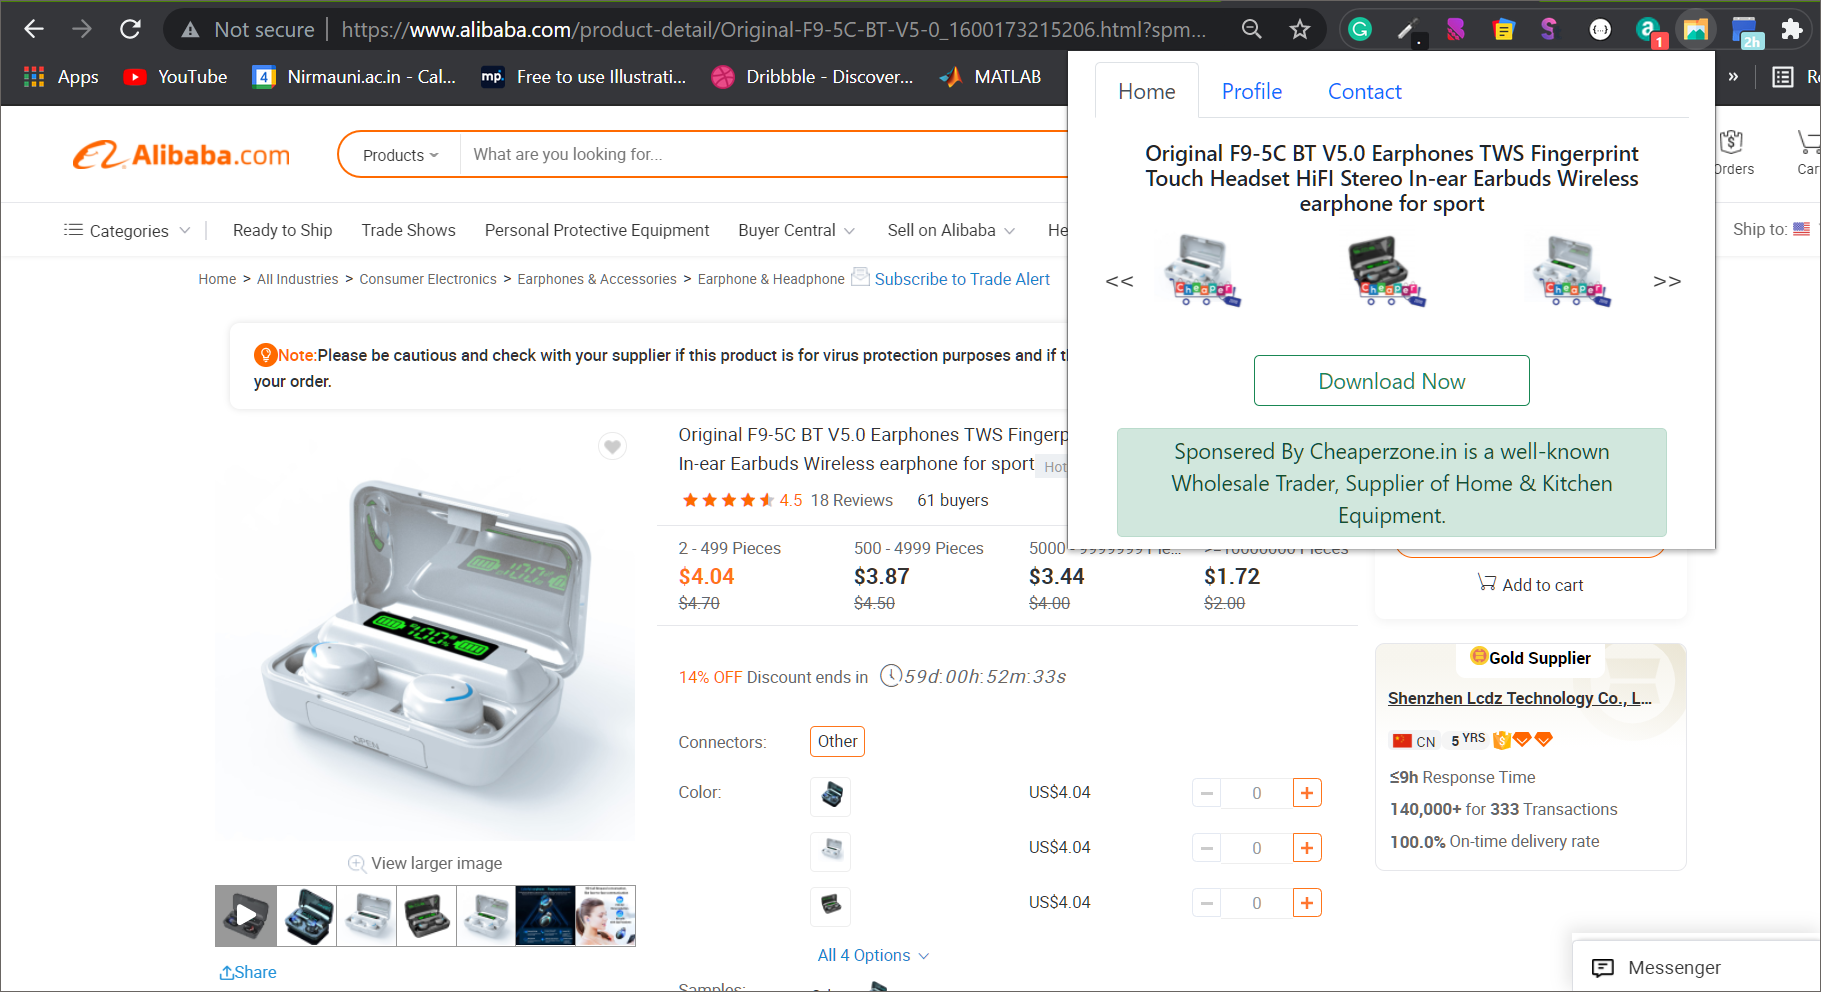 Not secure | https://www.alibaba.com/product-detail/Original-F9-5C-BT-V5-0_1600173215206.html?spm...
1
2h
Apps YouTube 4 Nirmauni.ac.in - Cal... mp. Free to use Illustrati... Dribbble - Discover... MATLAB »
Home Profile Contact
Original F9-5C BT V5.0 Earphones TWS Fingerprint
Touch Headset HiFI Stereo In-ear Earbuds Wireless
earphone for sport
<< >>
Cheaper
Cheaper
Cheaper
Download Now
Sponsered By Cheaperzone.in is a well-known
Wholesale Trader, Supplier of Home & Kitchen
Equipment.
Alibaba.com
Products
What are you looking for...
Orders
Categories Ready to Ship Trade Shows Personal Protective Equipment Buyer Central Sell on Alibaba He
Ship to:
Home > All Industries > Consumer Electronics > Earphones & Accessories > Earphone & Headphone Subscribe to Trade Alert
Note:Please be cautious and check with your supplier if this product is for virus protection purposes and if th
your order.
Original F9-5C BT V5.0 Earphones TWS Fingerp
In-ear Earbuds Wireless earphone for sport Hot
4.5 18 Reviews 61 buyers
2 - 499 Pieces 500 - 4999 Pieces 5000 - 9999999 Pie... >=10000000 Pieces
$4.04 $3.87 $3.44 $1.72
$4.70 $4.50 $4.00 $2.00
14% OFF Discount ends in 59d:00h:52m:33s
Connectors: Other
Color: US$4.04 0
US$4.04 0
US$4.04 0
All 4 Options
Samples:
100%
OPEN
View larger image
Share
Add to cart
Gold Supplier
Shenzhen Lcdz Technology Co., L...
CN 5 YRS
≤9h Response Time
140,000+ for 333 Transactions
100.0% On-time delivery rate
Messenger